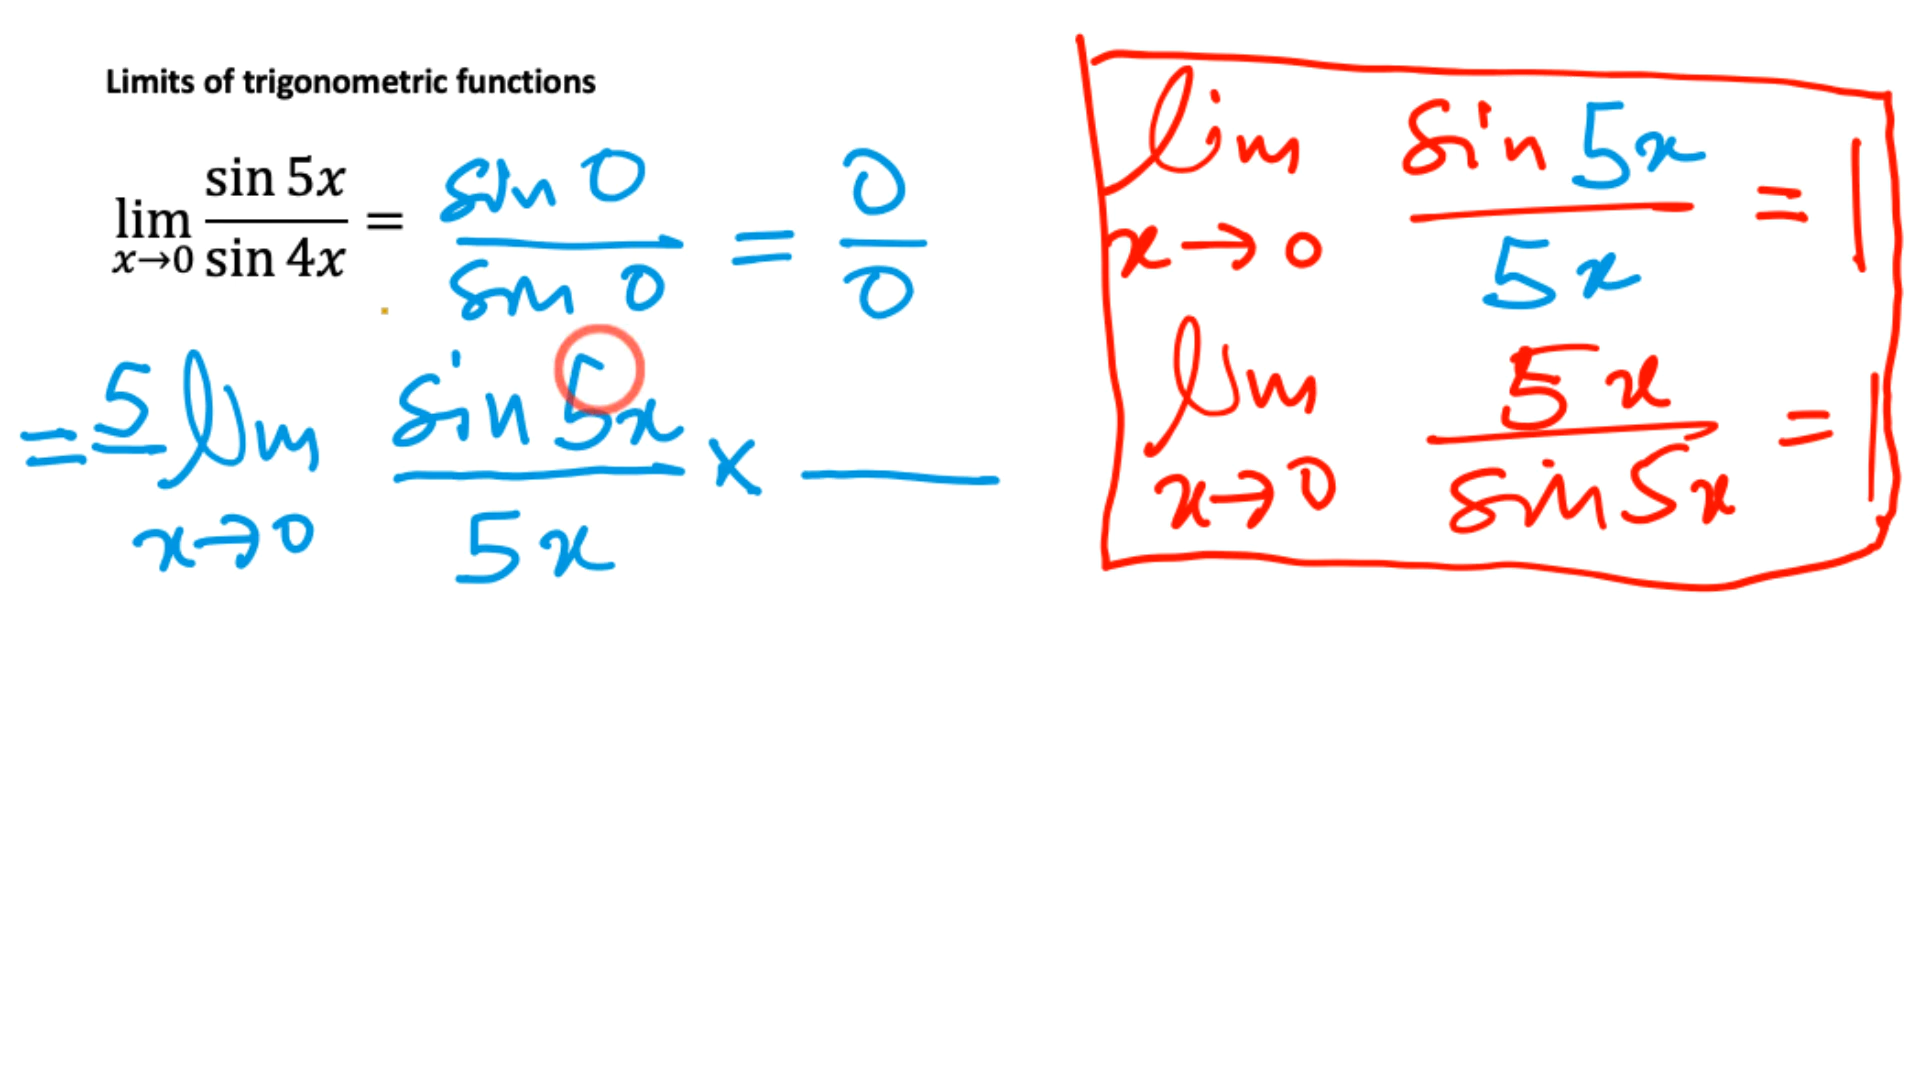 Limits of trigonometric functions
lim x→0 sin 5x / sin 4x = sin 0 / sin 0 = 0 / 0
= 5/ lim x→0 sin 5x / 5x ×
lim x→0 sin 5x / 5x = 1
lim x→0 5x / sin 5x = 1